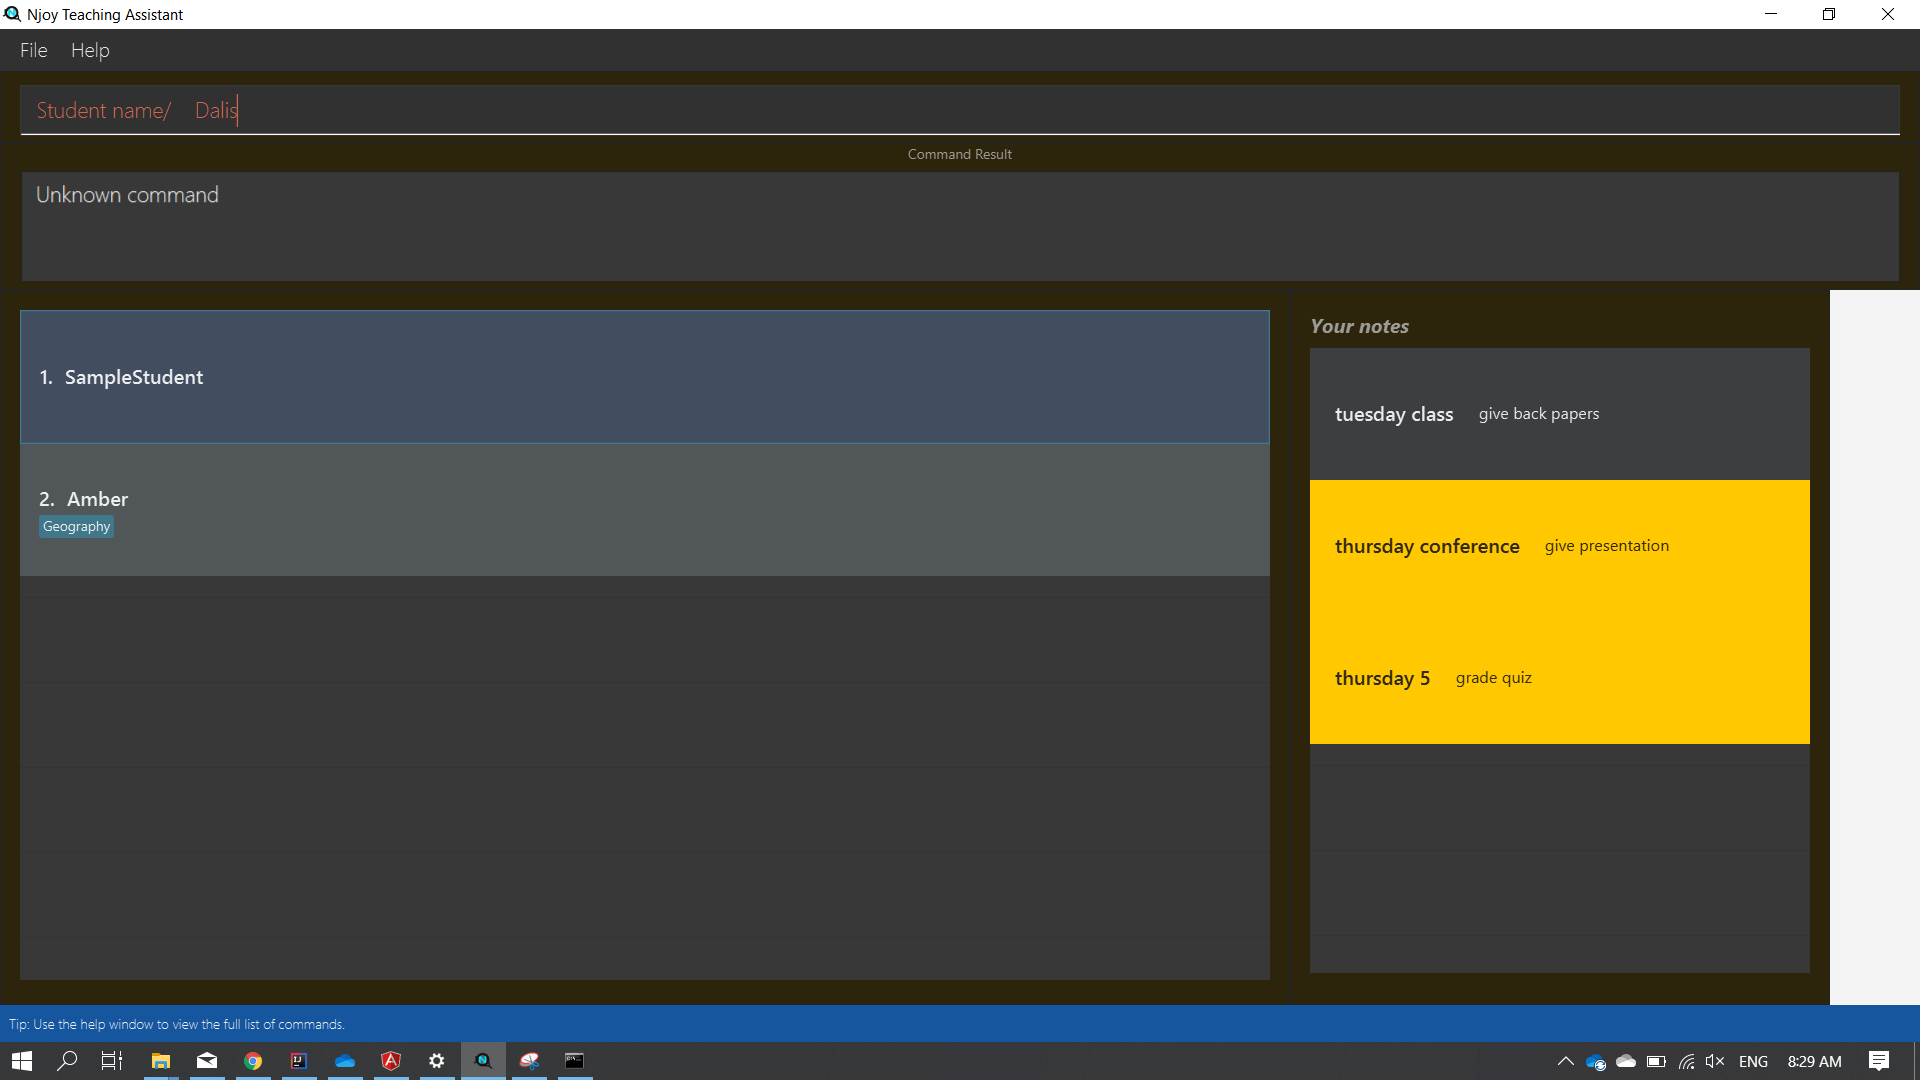 Njoy Teaching Assistant
File Help
Student name/ Dalis
Command Result
Unknown command
1. SampleStudent
2. Amber
Geography
Your notes
tuesday class give back papers
thursday conference give presentation
thursday 5 grade quiz
Tip: Use the help window to view the full list of commands.
ENG 8:29 AM